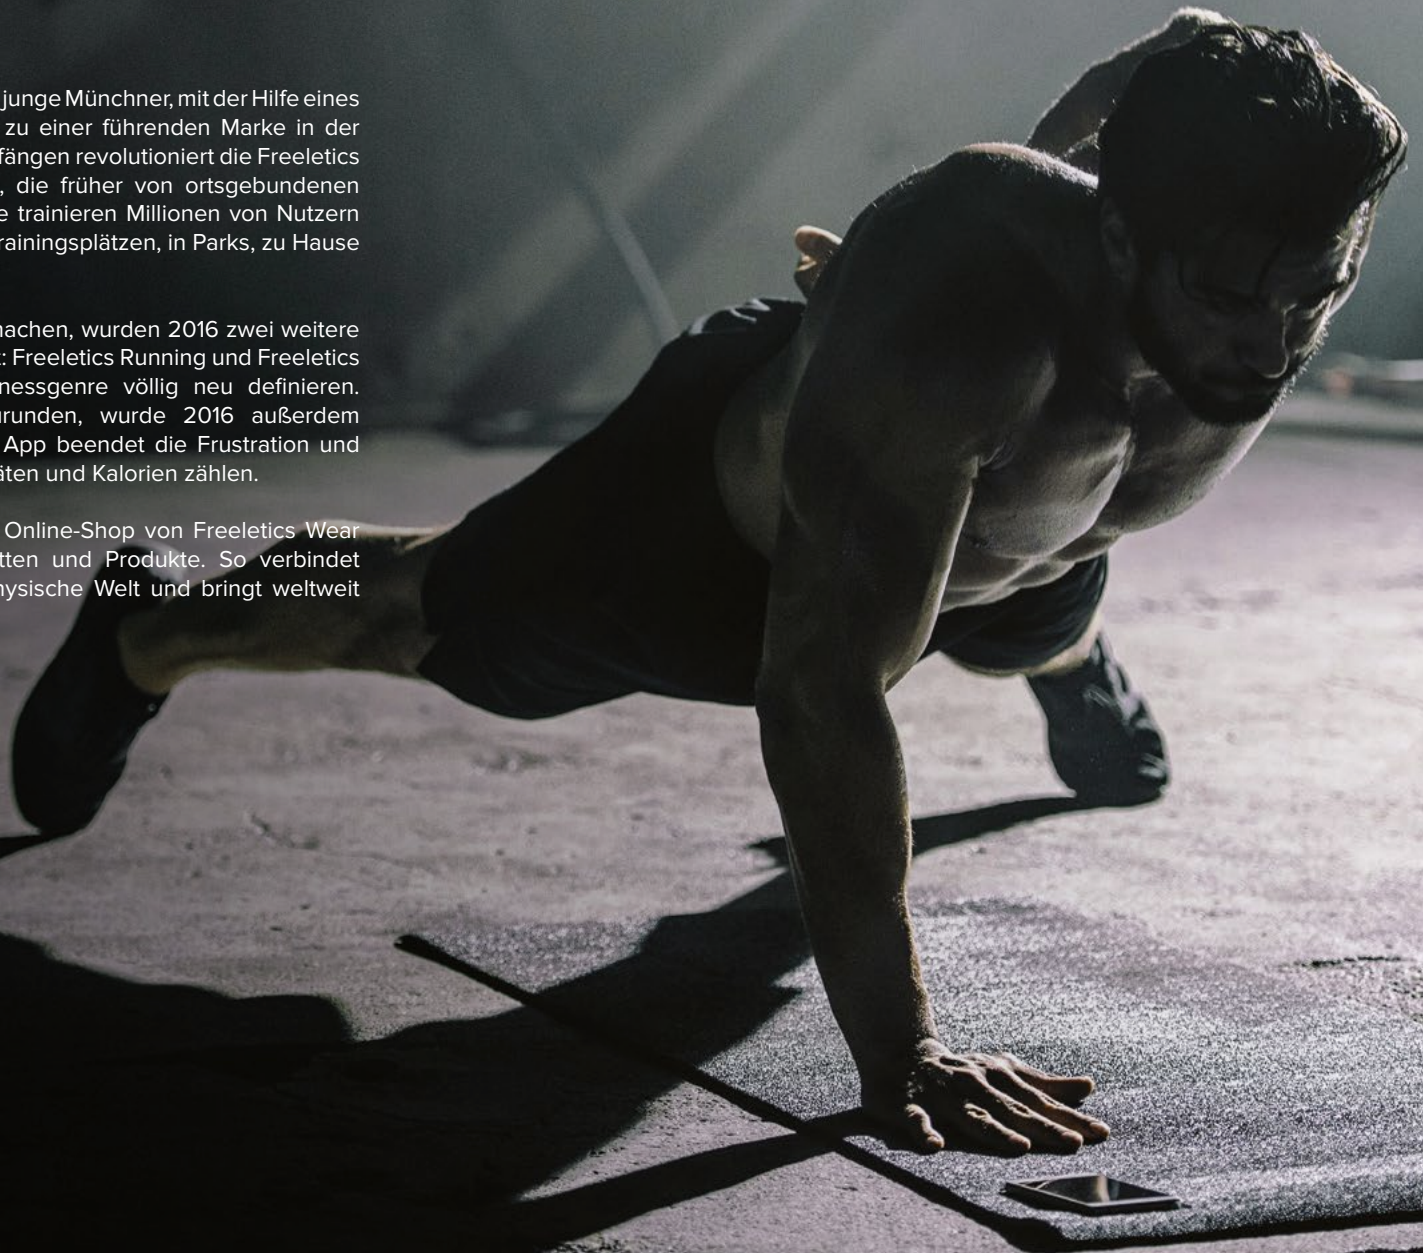 junge Münchner, mit der Hilfe eines
zu einer führenden Marke in der
fängen revolutioniert die Freeletics
, die früher von ortsgebundenen
e trainieren Millionen von Nutzern
rainingsplätzen, in Parks, zu Hause
achen, wurden 2016 zwei weitere
: Freeletics Running und Freeletics
nessgenre völlig neu definieren.
urunden, wurde 2016 außerdem
App beendet die Frustration und
äten und Kalorien zählen.
Online-Shop von Freeletics Wear
tten und Produkte. So verbindet
hysische Welt und bringt weltweit